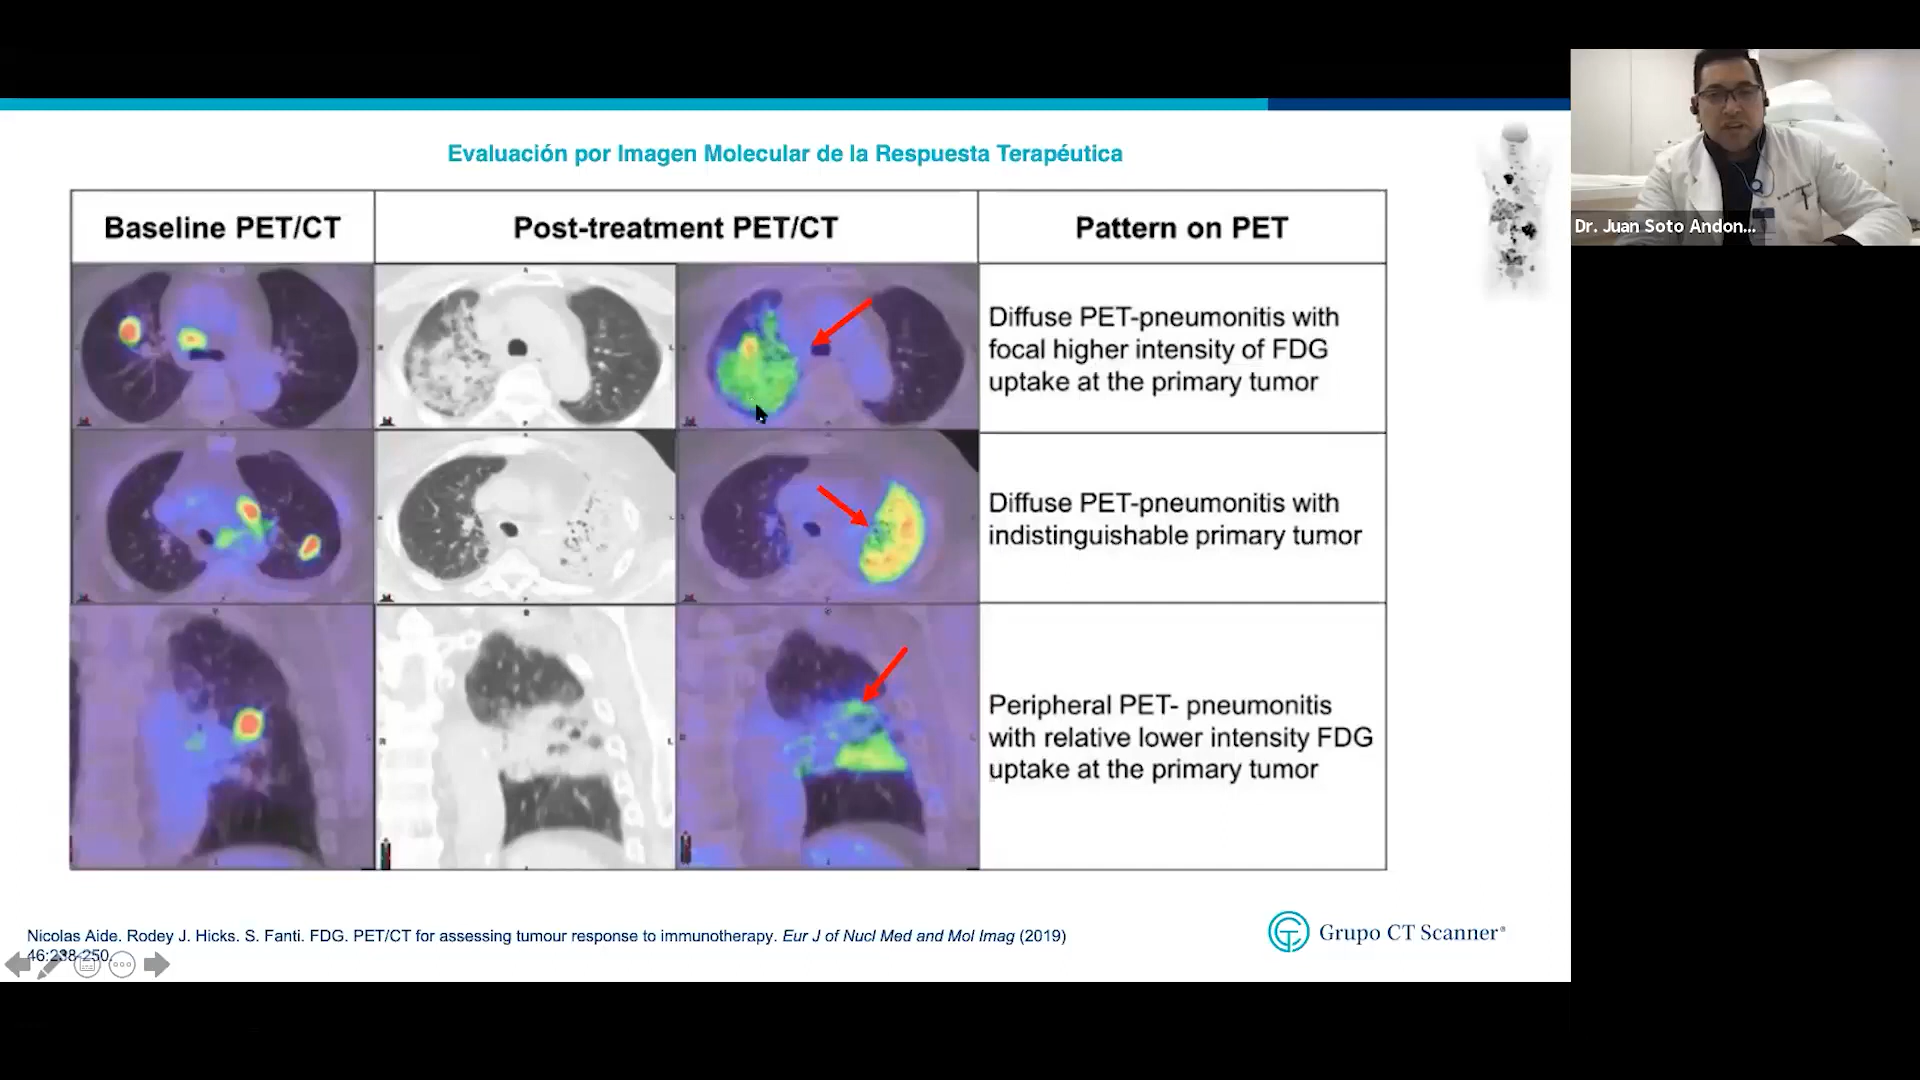 Evaluación por Imagen Molecular de la Respuesta Terapéutica
Baseline PET/CT
Post-treatment PET/CT
Pattern on PET
Diffuse PET-pneumonitis with
focal higher intensity of FDG
uptake at the primary tumor
Diffuse PET-pneumonitis with
indistinguishable primary tumor
Peripheral PET- pneumonitis
with relative lower intensity FDG
uptake at the primary tumor
Nicolas Aide. Rodey J. Hicks. S. Fanti. FDG. PET/CT for assessing tumour response to immunotherapy. Eur J of Nucl Med and Mol Imag (2019)
46:238-250.
Grupo CT Scanner®
Dr. Juan Soto Andon...